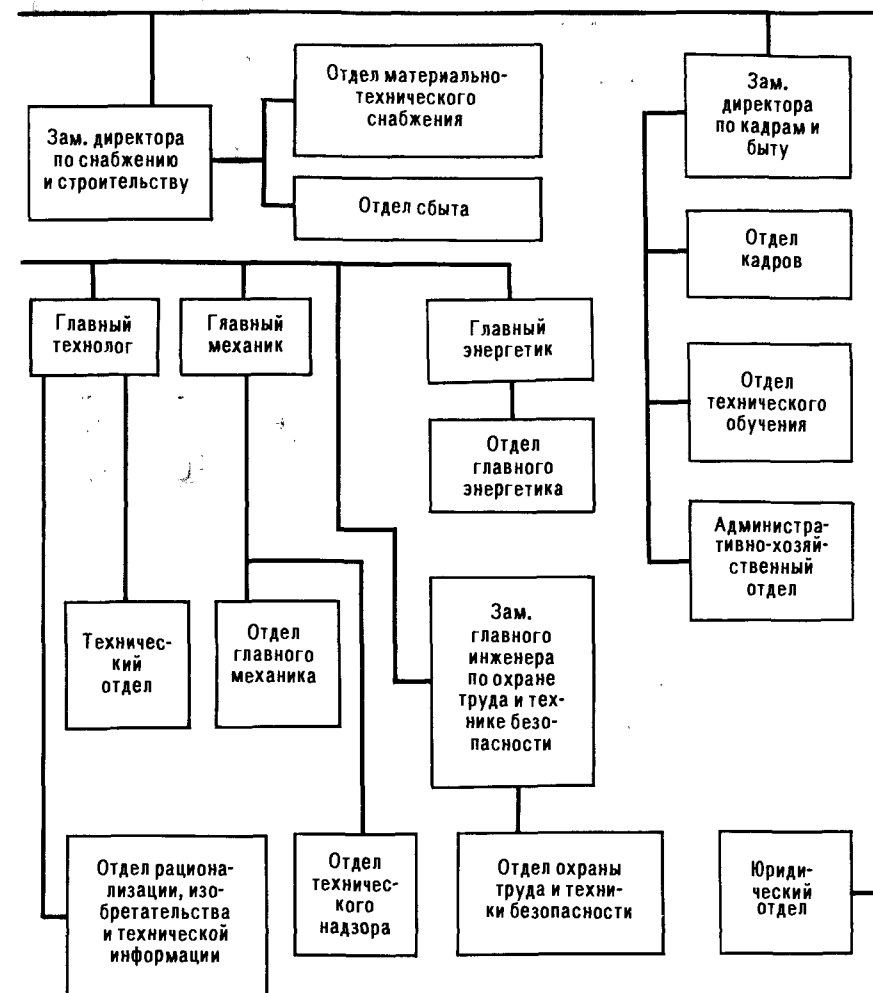 Отдел материально-
технического
снабжения
Зам. директора
по снабжению
и строительству
Отдел сбыта
Зам.
директора
по кадрам и
быту
Отдел
кадров
Отдел
технического
обучения
Администра-
тивно-хозяй-
ственный
отдел
Главный
технолог
Гяавный
механик
Главный
энергетик
Отдел
главного
энергетика
Техничес-
кий
отдел
Отдел
главного
механика
Зам.
главного
инженера
по охране
труда и тех-
нике безо-
пасности
Отдел рациона-
лизации, изо-
бретательства
и технической
информации
Отдел
техничес-
кого
надзора
Отдел охраны
труда и техни-
ки безопасности
Юриди-
ческий
отдел